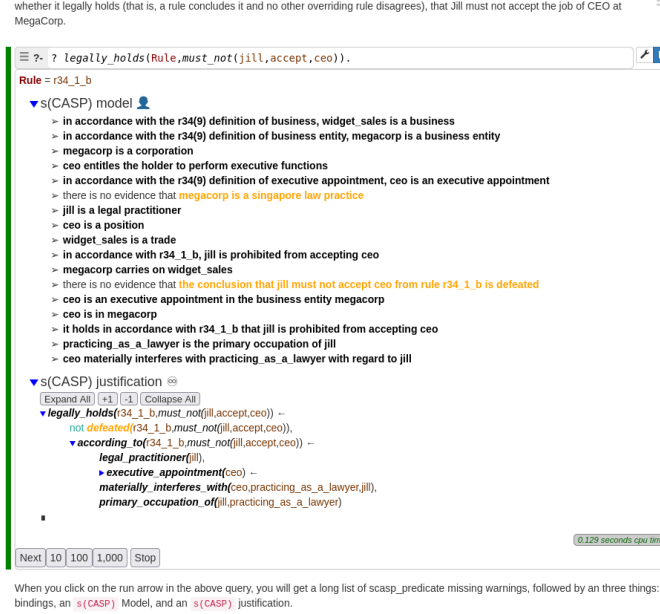 whether it legally holds (that is, a rule concludes it and no other overriding rule disagrees), that Jill must not accept the job of CEO at
MegaCorp.
?- ? legally_holds(Rule,must_not(jill,accept,ceo)).
Rule = r34_1_b
s(CASP) model
in accordance with the r34(9) definition of business, widget_sales is a business
in accordance with the r34(9) definition of business entity, megacorp is a business entity
megacorp is a corporation
ceo entitles the holder to perform executive functions
in accordance with the r34(9) definition of executive appointment, ceo is an executive appointment
there is no evidence that megacorp is a singapore law practice
jill is a legal practitioner
ceo is a position
widget_sales is a trade
in accordance with r34_1_b, jill is prohibited from accepting ceo
megacorp carries on widget_sales
there is no evidence that the conclusion that jill must not accept ceo from rule r34_1_b is defeated
ceo is an executive appointment in the business entity megacorp
ceo is in megacorp
it holds in accordance with r34_1_b that jill is prohibited from accepting ceo
practicing_as_a_lawyer is the primary occupation of jill
ceo materially interferes with practicing_as_a_lawyer with regard to jill
s(CASP) justification ♾
Expand All +1 -1 Collapse All
legally_holds(r34_1_b,must_not(jill,accept,ceo)) ←
not defeated(r34_1_b,must_not(jill,accept,ceo)),
according_to(r34_1_b,must_not(jill,accept,ceo)) ←
legal_practitioner(jill),
executive_appointment(ceo) ←
materially_interferes_with(ceo,practicing_as_a_lawyer,jill),
primary_occupation_of(jill,practicing_as_a_lawyer)
0.129 seconds cpu tim
Next 10 100 1,000 Stop
When you click on the run arrow in the above query, you will get a long list of scasp_predicate missing warnings, followed by an three things:
bindings, an s(CASP) Model, and an s(CASP) justification.